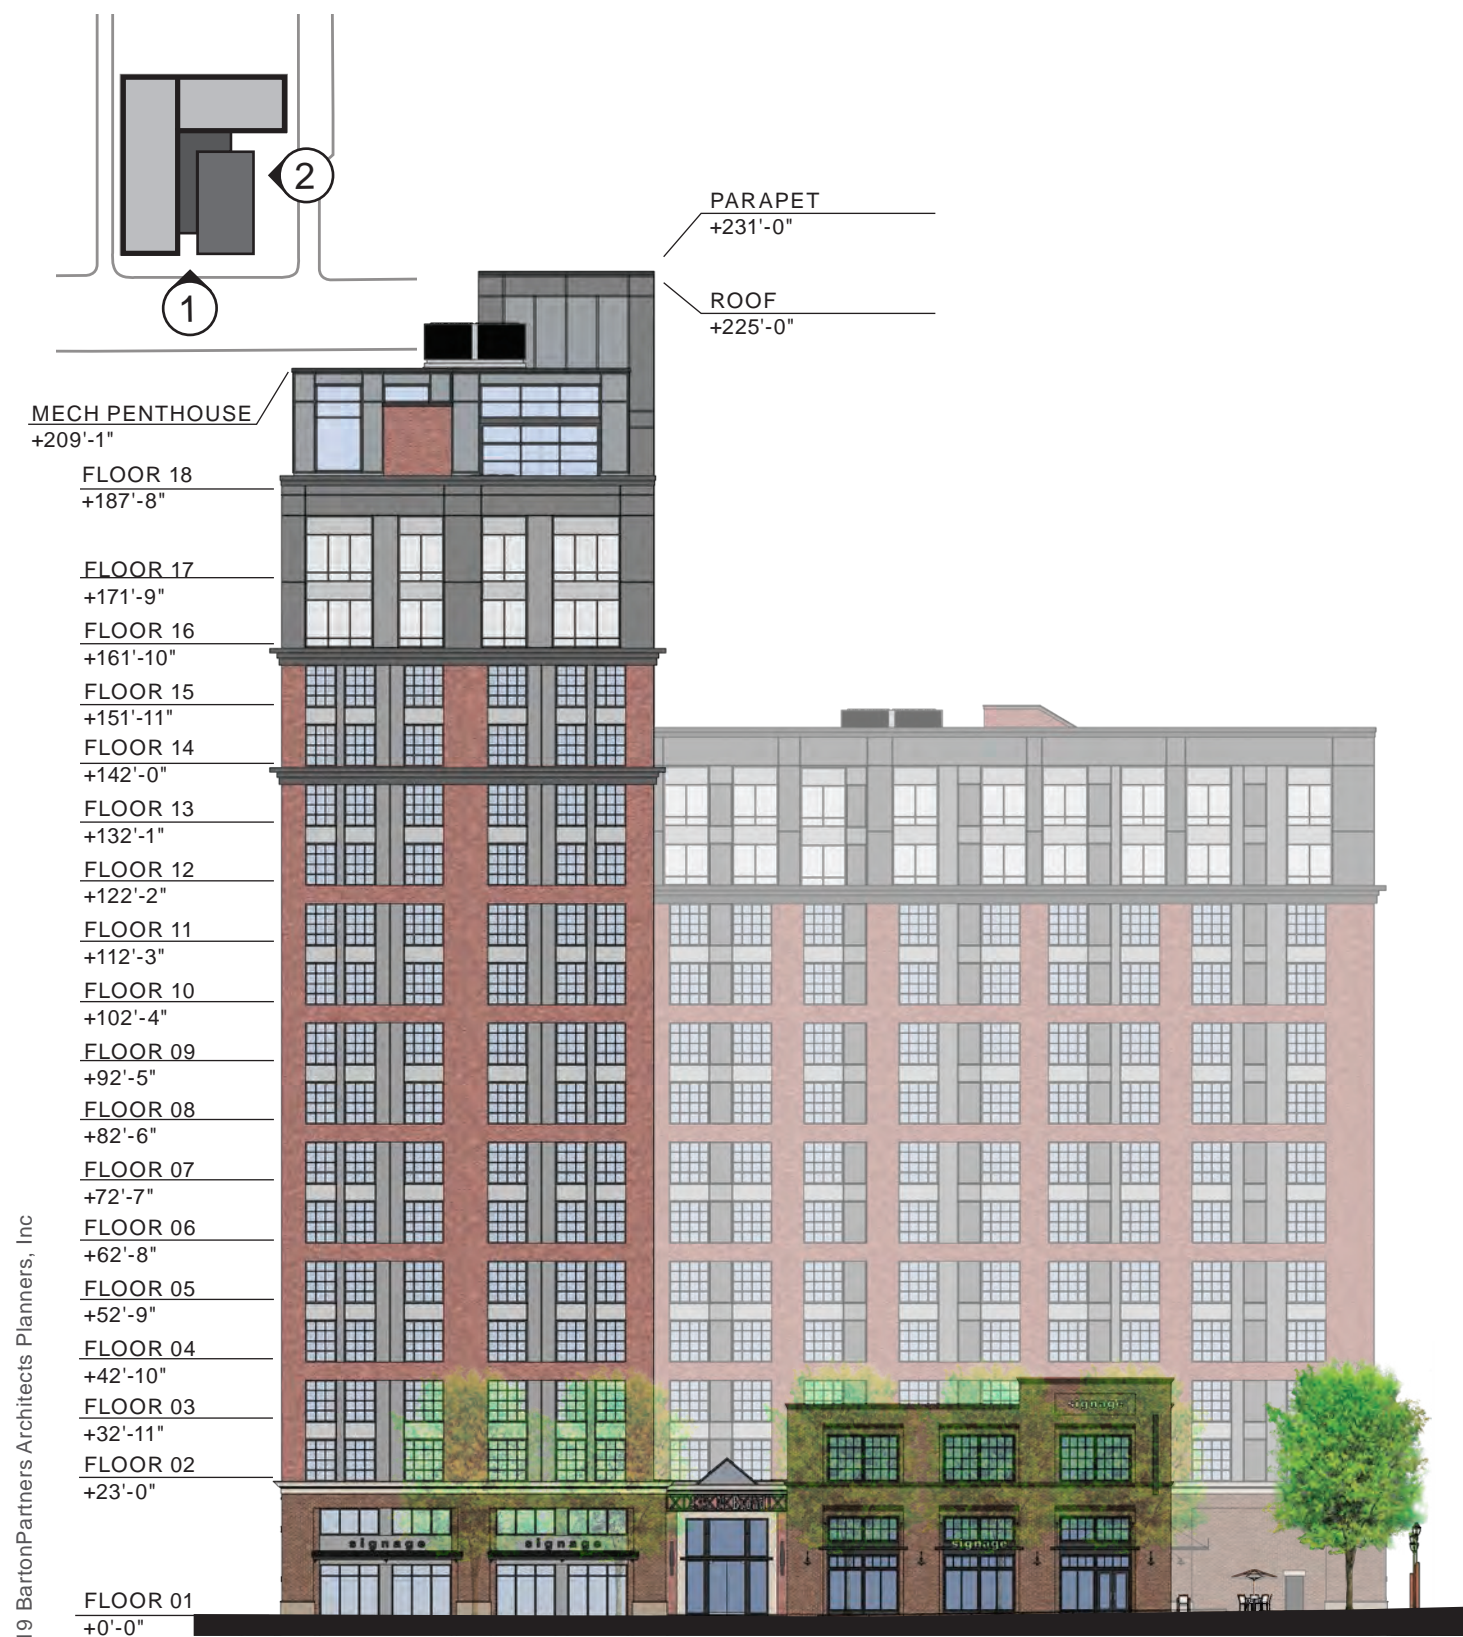 2
1
PARAPET
+231'-0"
ROOF
+225'-0"
MECH PENTHOUSE
+209'-1"
FLOOR 18
+187'-8"
FLOOR 17
+171'-9"
FLOOR 16
+161'-10"
FLOOR 15
+151'-11"
FLOOR 14
+142'-0"
FLOOR 13
+132'-1"
FLOOR 12
+122'-2"
FLOOR 11
+112'-3"
FLOOR 10
+102'-4"
FLOOR 09
+92'-5"
FLOOR 08
+82'-6"
FLOOR 07
+72'-7"
FLOOR 06
+62'-8"
FLOOR 05
+52'-9"
FLOOR 04
+42'-10"
FLOOR 03
+32'-11"
FLOOR 02
+23'-0"
FLOOR 01
+0'-0"
signage
signage
signage
signage
19 BartonPartners Architects Planners, Inc